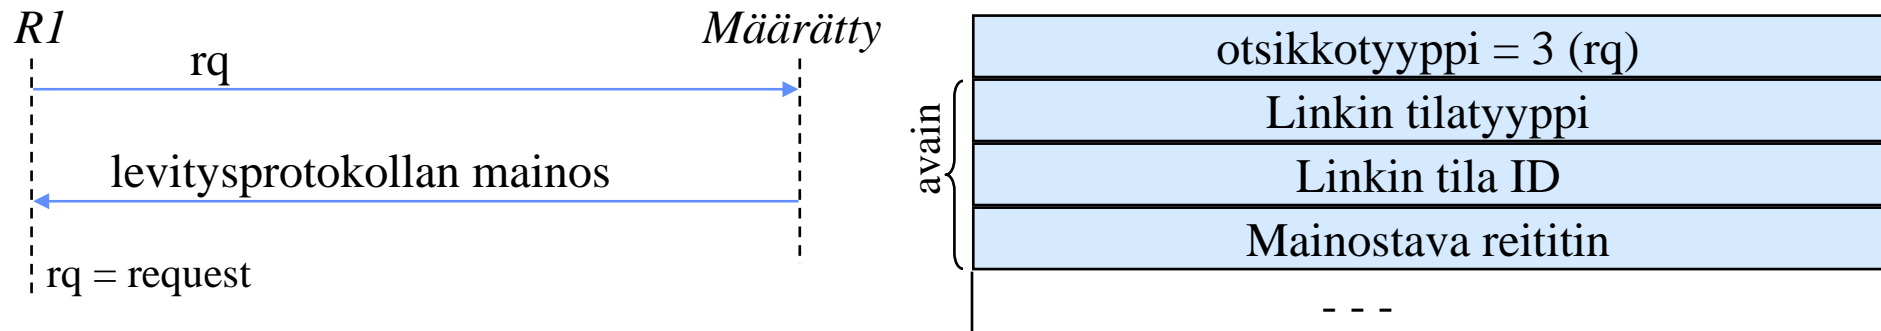 R1
Määrätty
rq
levitysprotokollan mainos
rq = request
otsikkotyyppi = 3 (rq)
avain
Linkin tilatyyppi
Linkin tila ID
Mainostava reititin
- - -